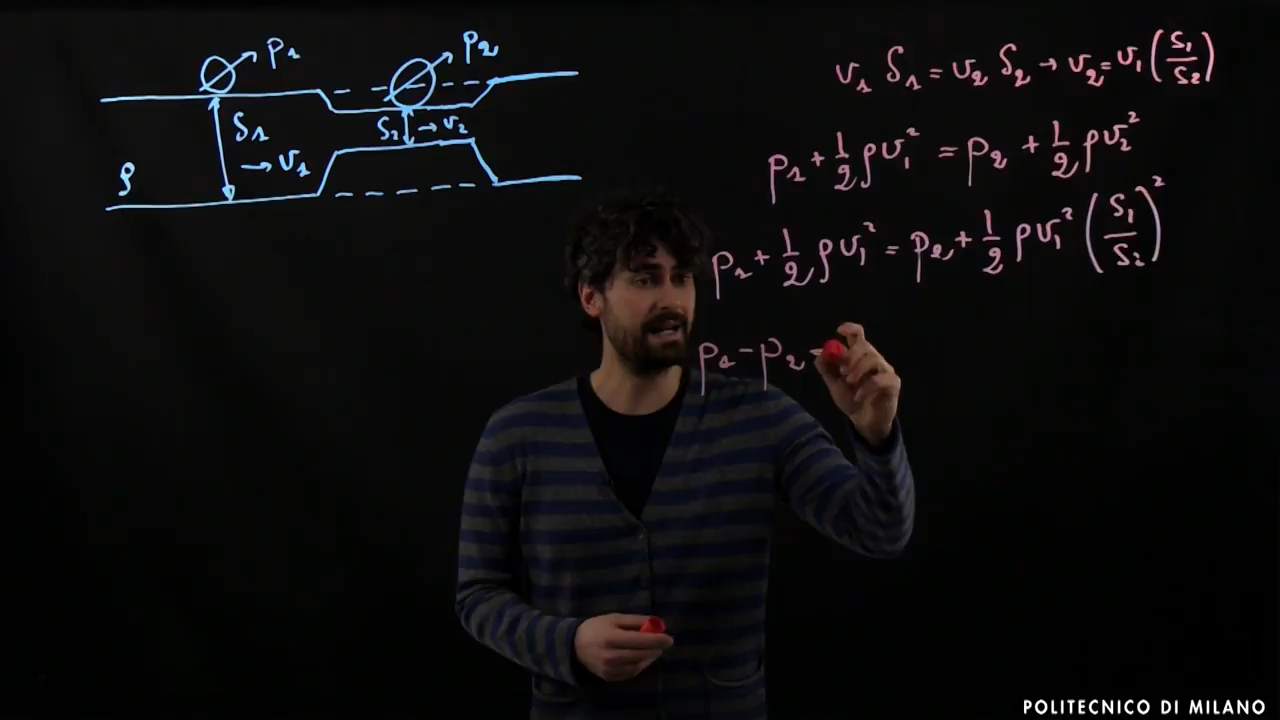 p₁ p₂
S₁ S₂ → v₂
→ v₁
ρ
v₁ S₁ = v₂ S₂ → v₂ = v₁ (S₁/S₂)
p₁ + 1/2 ρv₁² = p₂ + 1/2 ρv₂²
p₁ + 1/2 ρv₁² = p₂ + 1/2 ρv₁² (S₁/S₂)²
p₁ - p₂
POLITECNICO DI MILANO